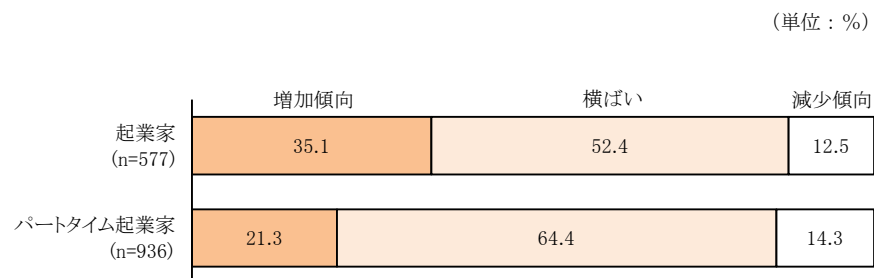 （単位：％）
増加傾向 横ばい 減少傾向
起業家
(n=577)
35.1 52.4 12.5
パートタイム起業家
(n=936)
21.3 64.4 14.3